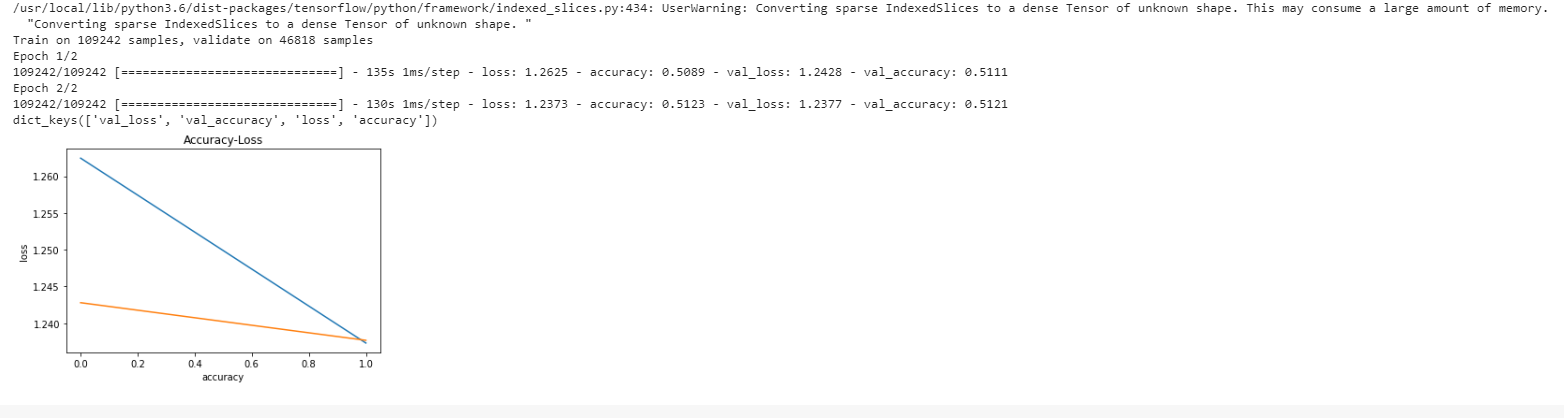 /usr/local/lib/python3.6/dist-packages/tensorflow/python/framework/indexed_slices.py:434: UserWarning: Converting sparse IndexedSlices to a dense Tensor of unknown shape. This may consume a large amount of memory.
  "Converting sparse IndexedSlices to a dense Tensor of unknown shape. "
Train on 109242 samples, validate on 46818 samples
Epoch 1/2
109242/109242 [==============================] - 135s 1ms/step - loss: 1.2625 - accuracy: 0.5089 - val_loss: 1.2428 - val_accuracy: 0.5111
Epoch 2/2
109242/109242 [==============================] - 130s 1ms/step - loss: 1.2373 - accuracy: 0.5123 - val_loss: 1.2377 - val_accuracy: 0.5121
dict_keys(['val_loss', 'val_accuracy', 'loss', 'accuracy'])
Accuracy-Loss
1.260
1.255
1.250
1.245
1.240
loss
0.0 0.2 0.4 0.6 0.8 1.0
accuracy